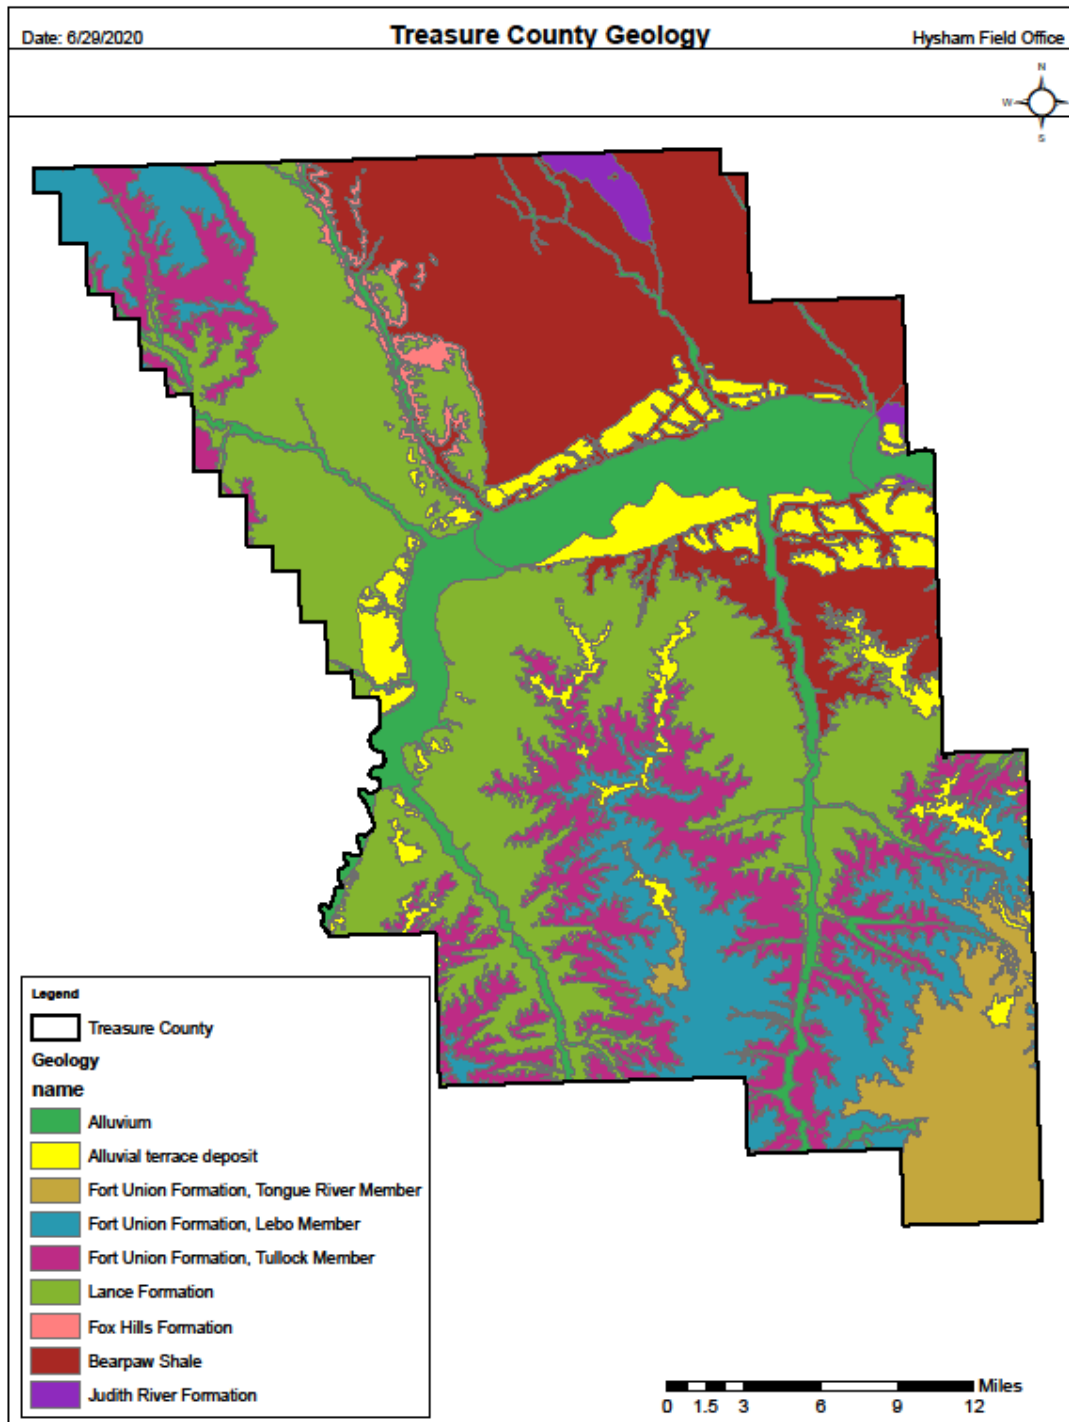 Date: 6/29/2020 Treasure County Geology Hysham Field Office
N
W
S
Legend
Treasure County
Geology
name
Alluvium
Alluvial terrace deposit
Fort Union Formation, Tongue River Member
Fort Union Formation, Lebo Member
Fort Union Formation, Tullock Member
Lance Formation
Fox Hills Formation
Bearpaw Shale
Judith River Formation
Miles
0 1.5 3 6 9 12